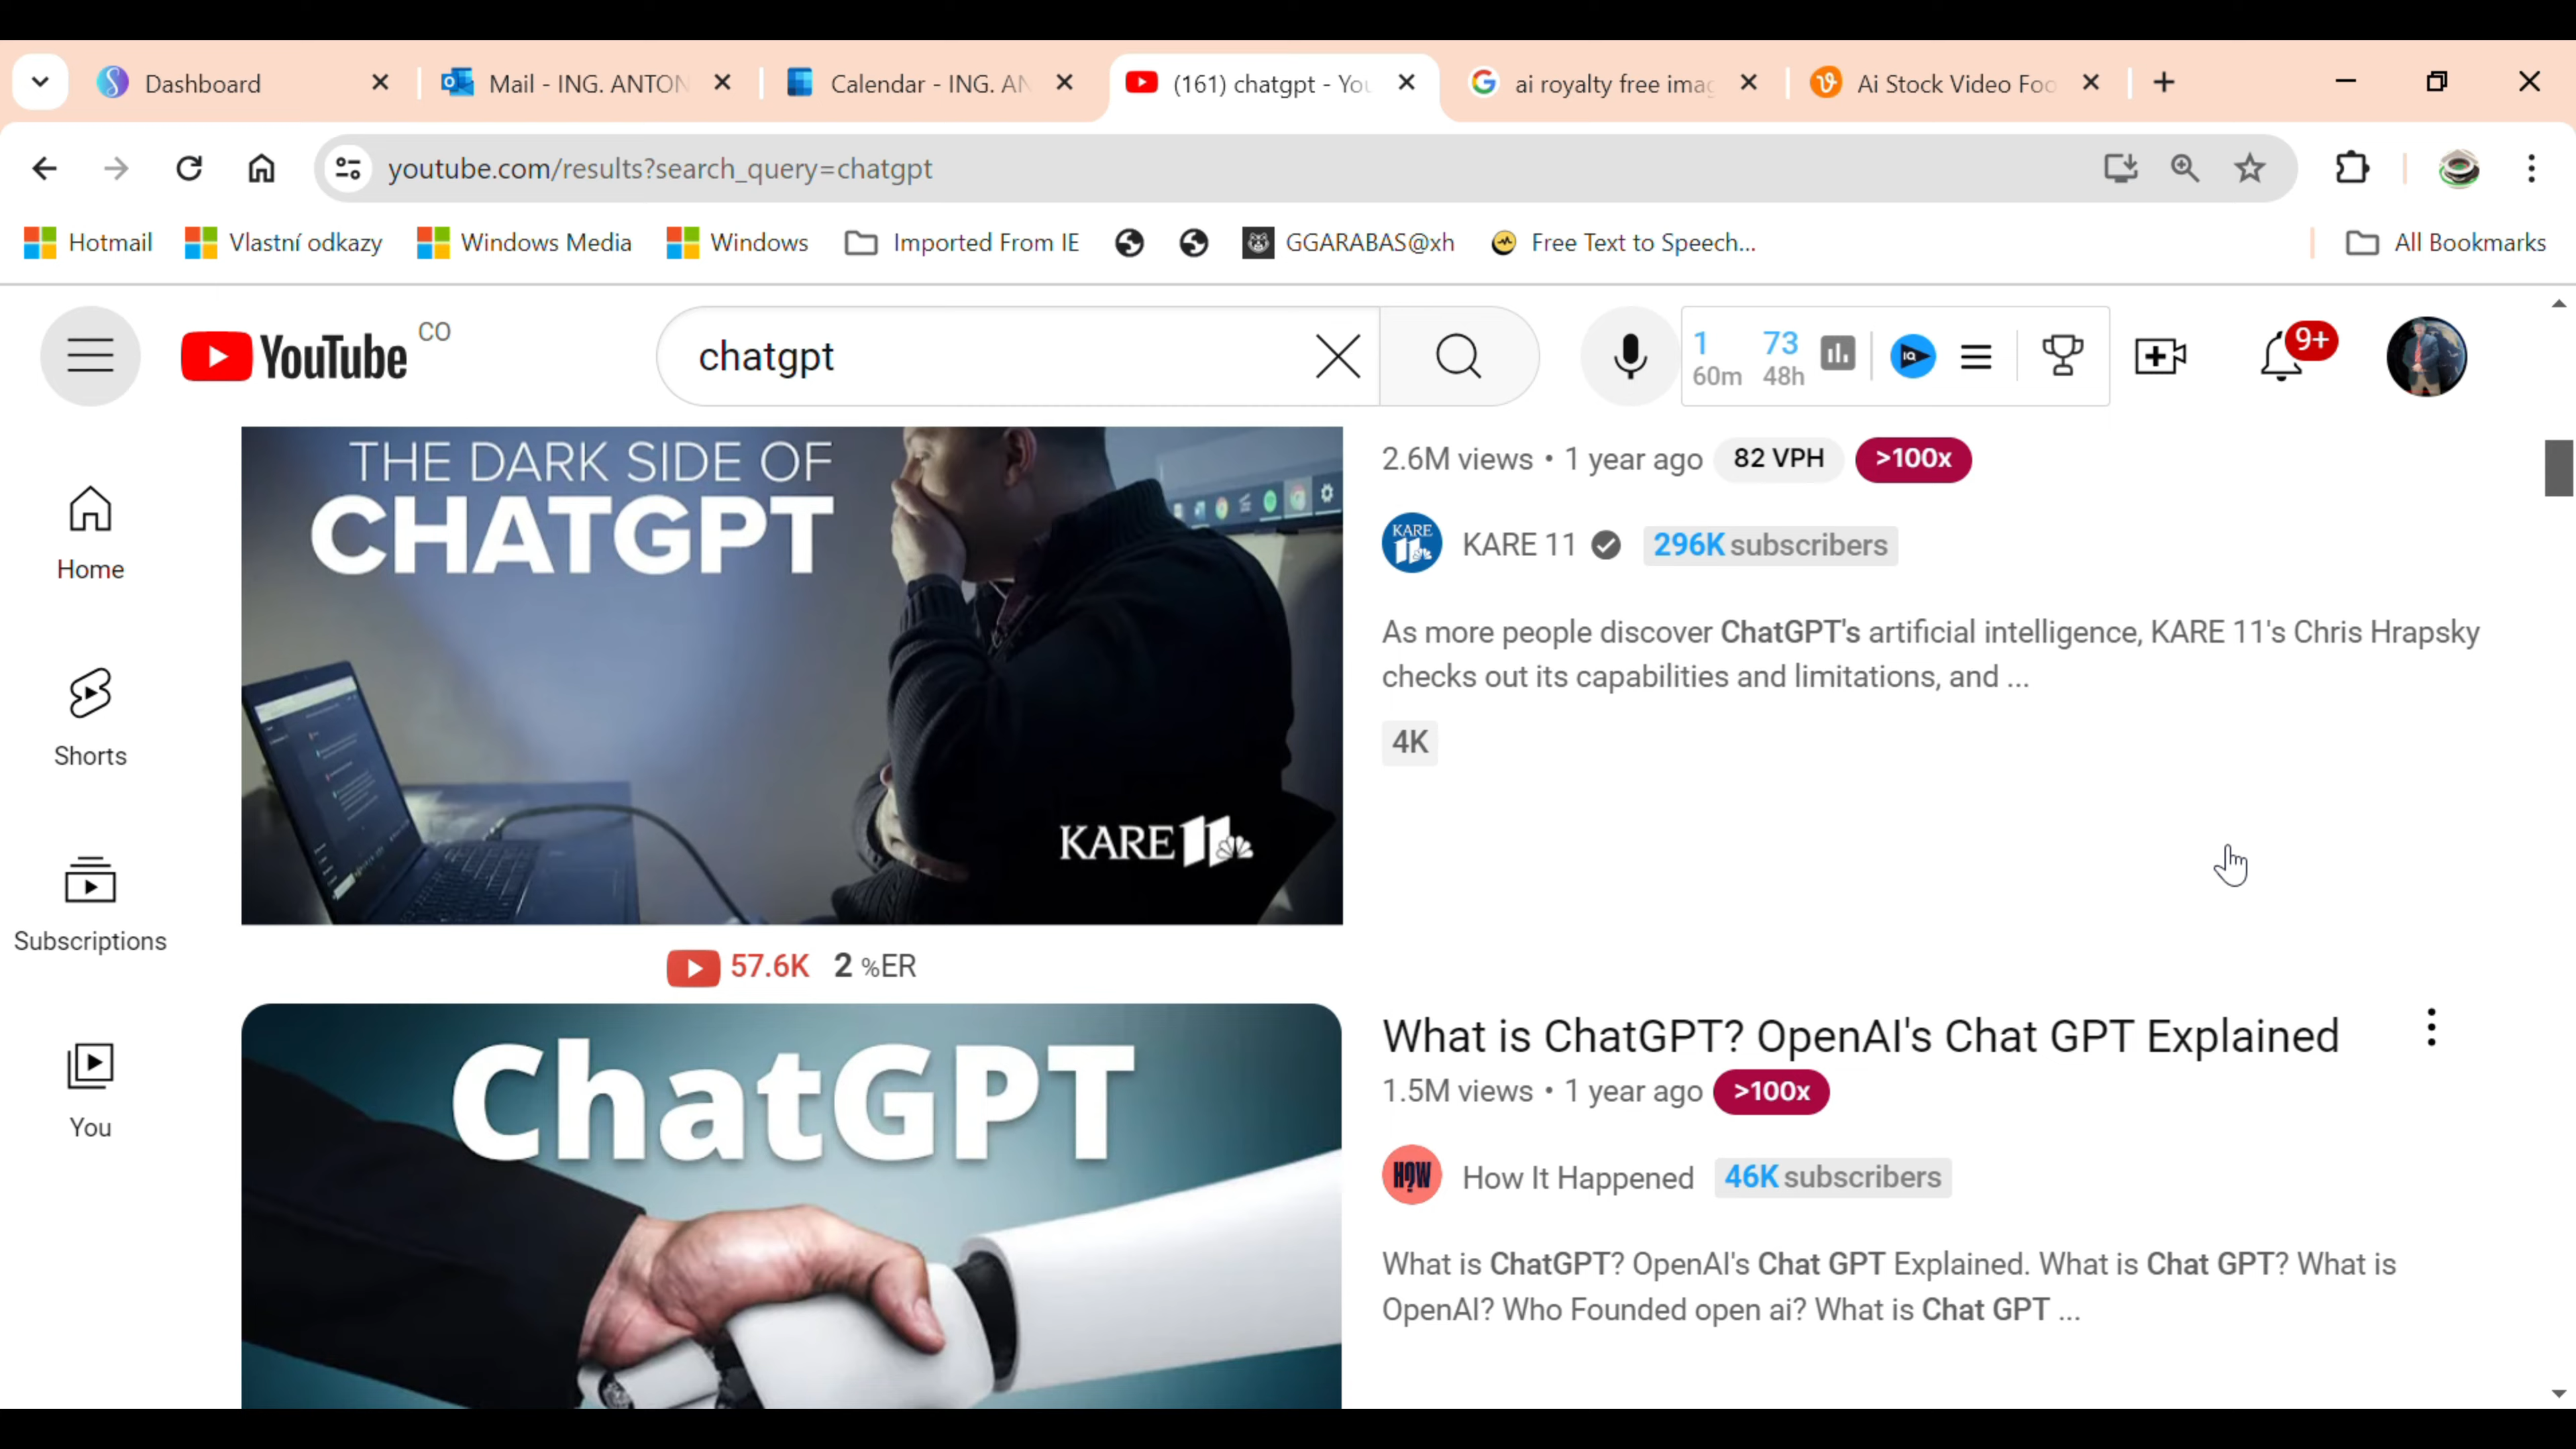 Dashboard
Mail - ING. ANTON
Calendar - ING. AN
(161) chatgpt - You
ai royalty free imag
Ai Stock Video Foo
youtube.com/results?search_query=chatgpt
Hotmail
Vlastní odkazy
Windows Media
Windows
Imported From IE
GGARABAS@xh
Free Text to Speech...
All Bookmarks
YouTube CO
chatgpt
1 73
60m 48h
IQ
9+
Home
Shorts
Subscriptions
You
THE DARK SIDE OF
CHATGPT
KARE 11
2.6M views • 1 year ago 82 VPH >100x
KARE 11
KARE 11 296K subscribers
As more people discover ChatGPT's artificial intelligence, KARE 11's Chris Hrapsky
checks out its capabilities and limitations, and ...
4K
57.6K 2 %ER
ChatGPT
What is ChatGPT? OpenAI's Chat GPT Explained
1.5M views • 1 year ago >100x
HOW
How It Happened 46K subscribers
What is ChatGPT? OpenAI's Chat GPT Explained. What is Chat GPT? What is
OpenAI? Who Founded open ai? What is Chat GPT ...